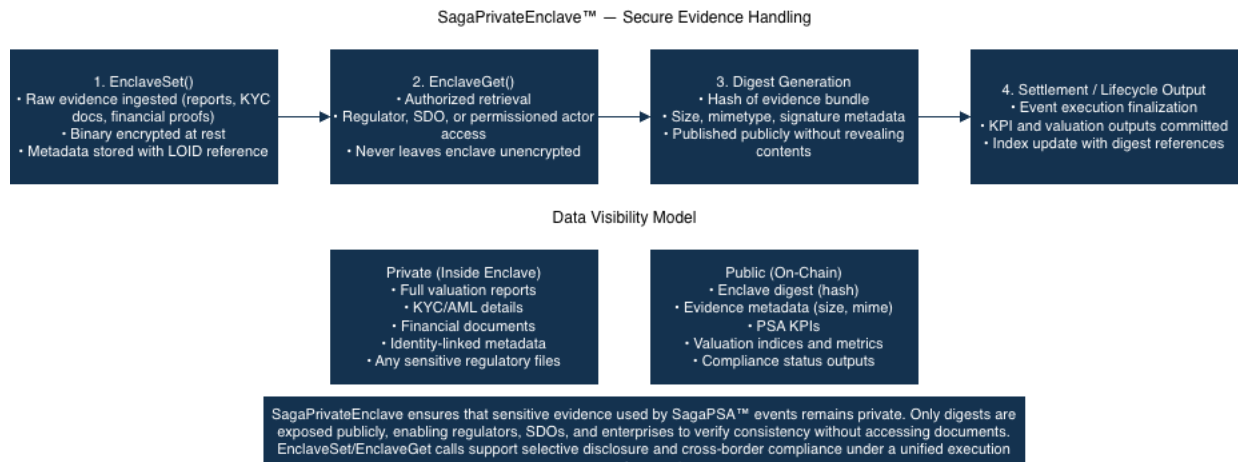 SagaPrivateEnclave™ — Secure Evidence Handling
1. EnclaveSet()
• Raw evidence ingested (reports, KYC
docs, financial proofs)
• Binary encrypted at rest
• Metadata stored with LOID reference
2. EnclaveGet()
• Authorized retrieval
• Regulator, SDO, or permissioned actor
access
• Never leaves enclave unencrypted
3. Digest Generation
• Hash of evidence bundle
• Size, mimetype, signature metadata
• Published publicly without revealing
contents
4. Settlement / Lifecycle Output
• Event execution finalization
• KPI and valuation outputs committed
• Index update with digest references
Data Visibility Model
Private (Inside Enclave)
• Full valuation reports
• KYC/AML details
• Financial documents
• Identity-linked metadata
• Any sensitive regulatory files
Public (On-Chain)
• Enclave digest (hash)
• Evidence metadata (size, mime)
• PSA KPIs
• Valuation indices and metrics
• Compliance status outputs
SagaPrivateEnclave ensures that sensitive evidence used by SagaPSA™ events remains private. Only digests are
exposed publicly, enabling regulators, SDOs, and enterprises to verify consistency without accessing documents.
EnclaveSet/EnclaveGet calls support selective disclosure and cross-border compliance under a unified execution